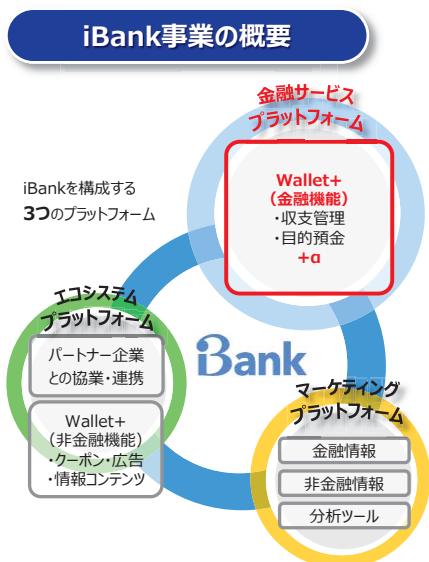 iBank事業の概要
金融サービス
プラットフォーム
Wallet+
（金融機能）
・収支管理
・目的預金
+α
iBankを構成する
3つのプラットフォーム
エコシステム
プラットフォーム
パートナー企業
との協業・連携
Wallet+
（非金融機能）
・クーポン・広告
・情報コンテンツ
iBank
マーケティング
プラットフォーム
金融情報
非金融情報
分析ツール